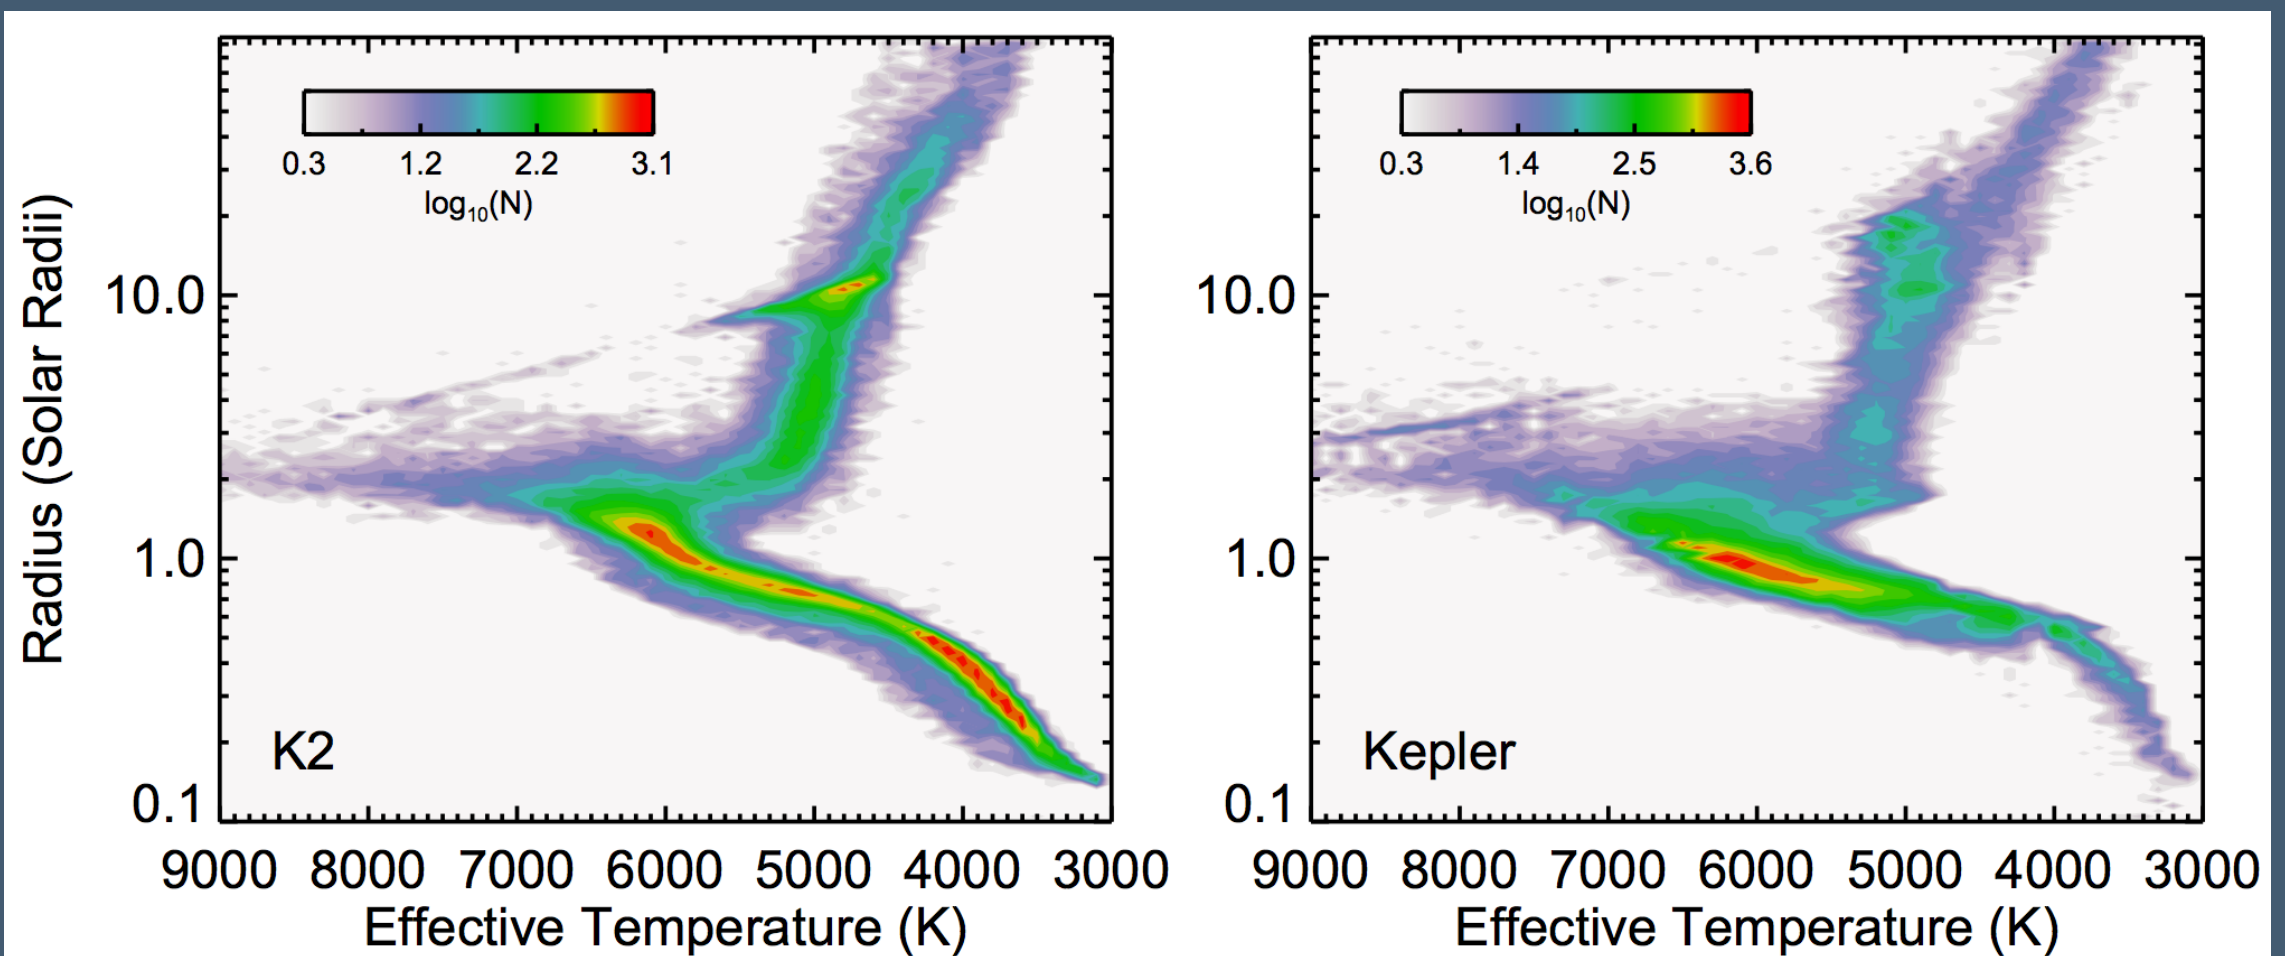 0.3 1.2 2.2 3.1
log10(N)
Radius (Solar Radii)
10.0
1.0
0.1
K2
9000 8000 7000 6000 5000 4000 3000
Effective Temperature (K)
0.3 1.4 2.5 3.6
log10(N)
10.0
1.0
0.1
Kepler
9000 8000 7000 6000 5000 4000 3000
Effective Temperature (K)